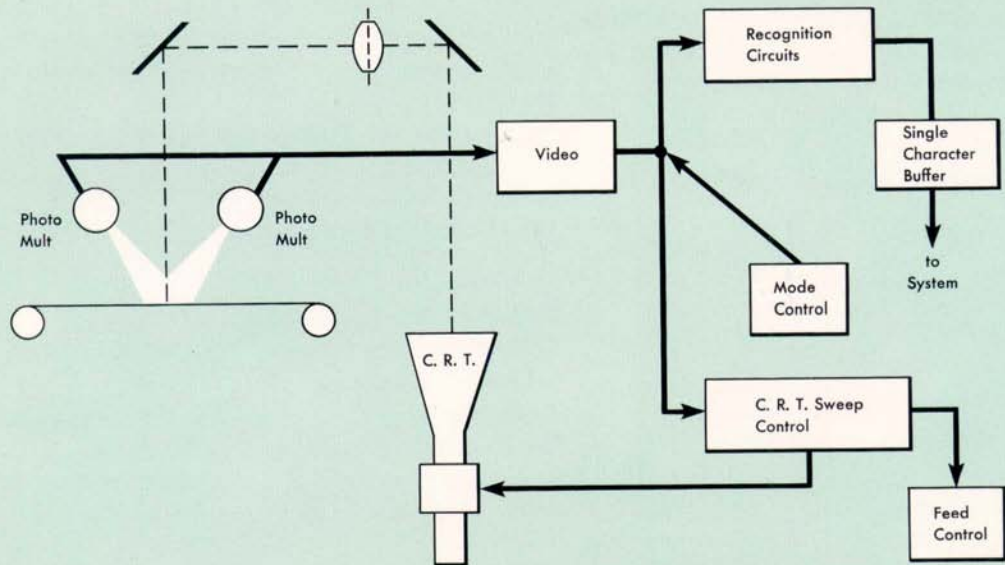 Recognition
Circuits
Single
Character
Buffer
Video
Photo
Mult
Photo
Mult
to
System
Mode
Control
C. R. T.
C. R. T. Sweep
Control
Feed
Control